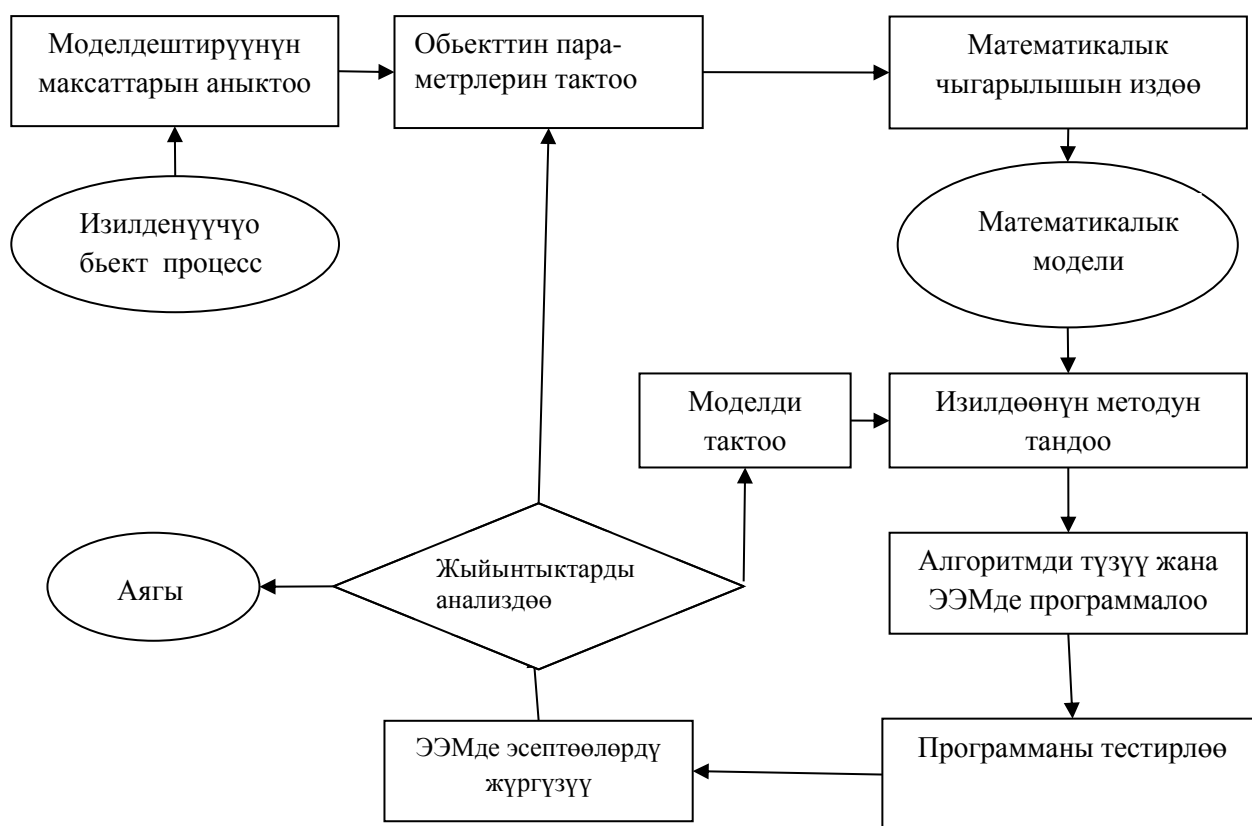 Моделдештирүүнүн
максаттарын аныктоо
Обьекттин пара-
метрлерин тактоо
Математикалык
чыгарылышын издөө
Изилденүүчүо
бьект процесс
Математикалык
модели
Моделди
тактоо
Изилдөөнүн методун
тандоо
Аягы
Жыйынтыктарды
анализдөө
Алгоритмди түзүү жана
ЭЭМде программалоо
ЭЭМде эсептөөлөрдү
жүргүзүү
Программаны тестирлөө